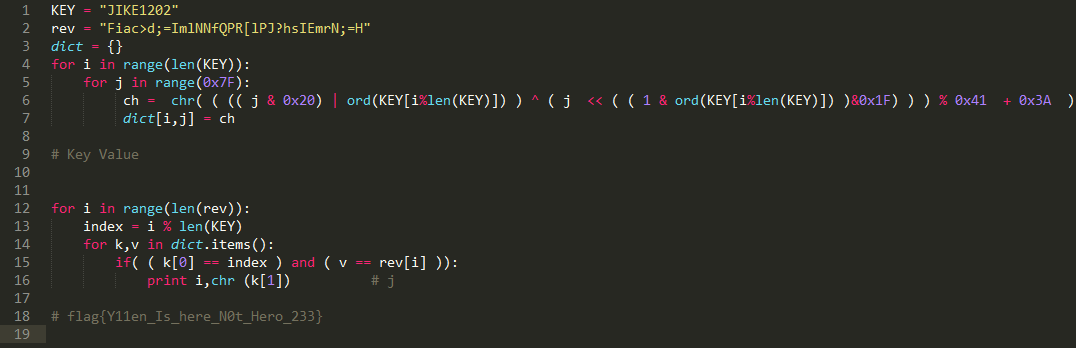 1 KEY = "JIKE1202"
2 rev = "Fiac>d;=ImlNNfQPR[lPJ?hsIEmrN;=H"
3 dict = {}
4 for i in range(len(KEY)):
5 for j in range(0x7F):
6 ch = chr( ( (( j & 0x20) | ord(KEY[i%len(KEY)]) ) ^ ( j << ( ( 1 & ord(KEY[i%len(KEY)]) )&0x1F) ) ) % 0x41 + 0x3A )
7 dict[i,j] = ch
8
9 # Key Value
10
11
12 for i in range(len(rev)):
13 index = i % len(KEY)
14 for k,v in dict.items():
15 if( ( k[0] == index ) and ( v == rev[i] )):
16 print i,chr (k[1]) # j
17
18 # flag{Y11en_Is_here_N0t_Hero_233}
19